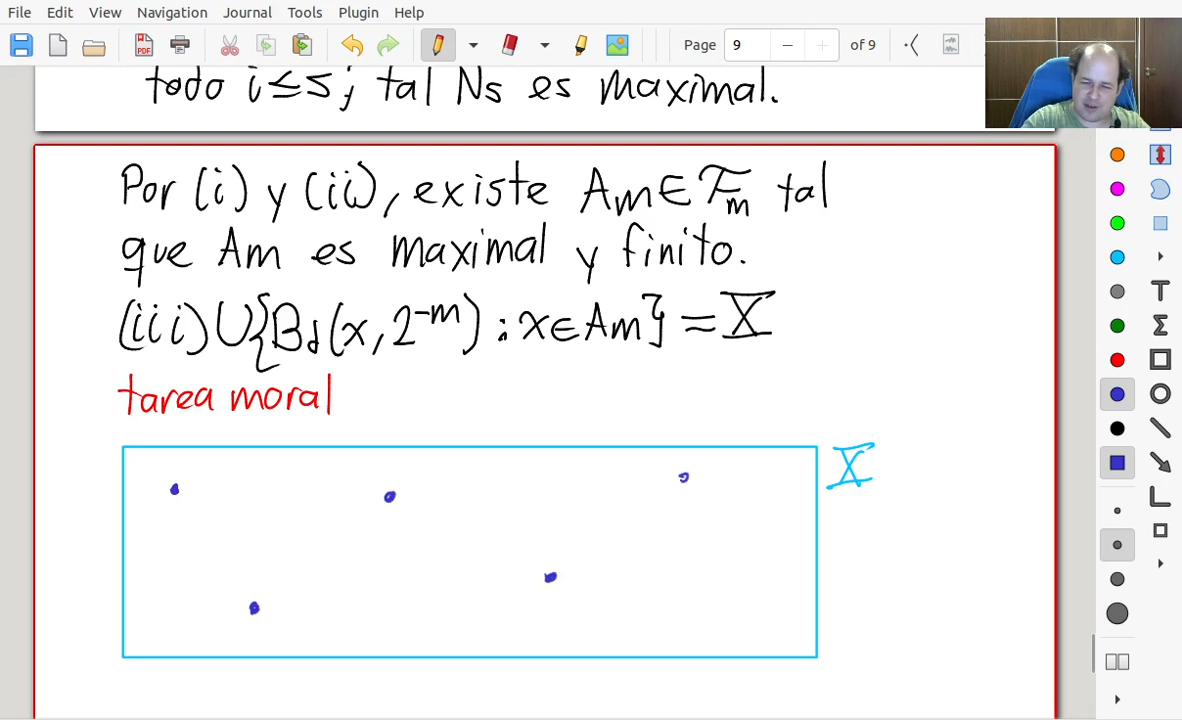 File Edit View Navigation Journal Tools Plugin Help
Page 9 of 9
todo i≤s; tal Ns es maximal.
Por (i) y (ii), existe Am ∈ ℱm tal
que Am es maximal y finito.
(iii) ∪{Bd(x, 2^-m) : x∈Am} = X
tarea moral
X